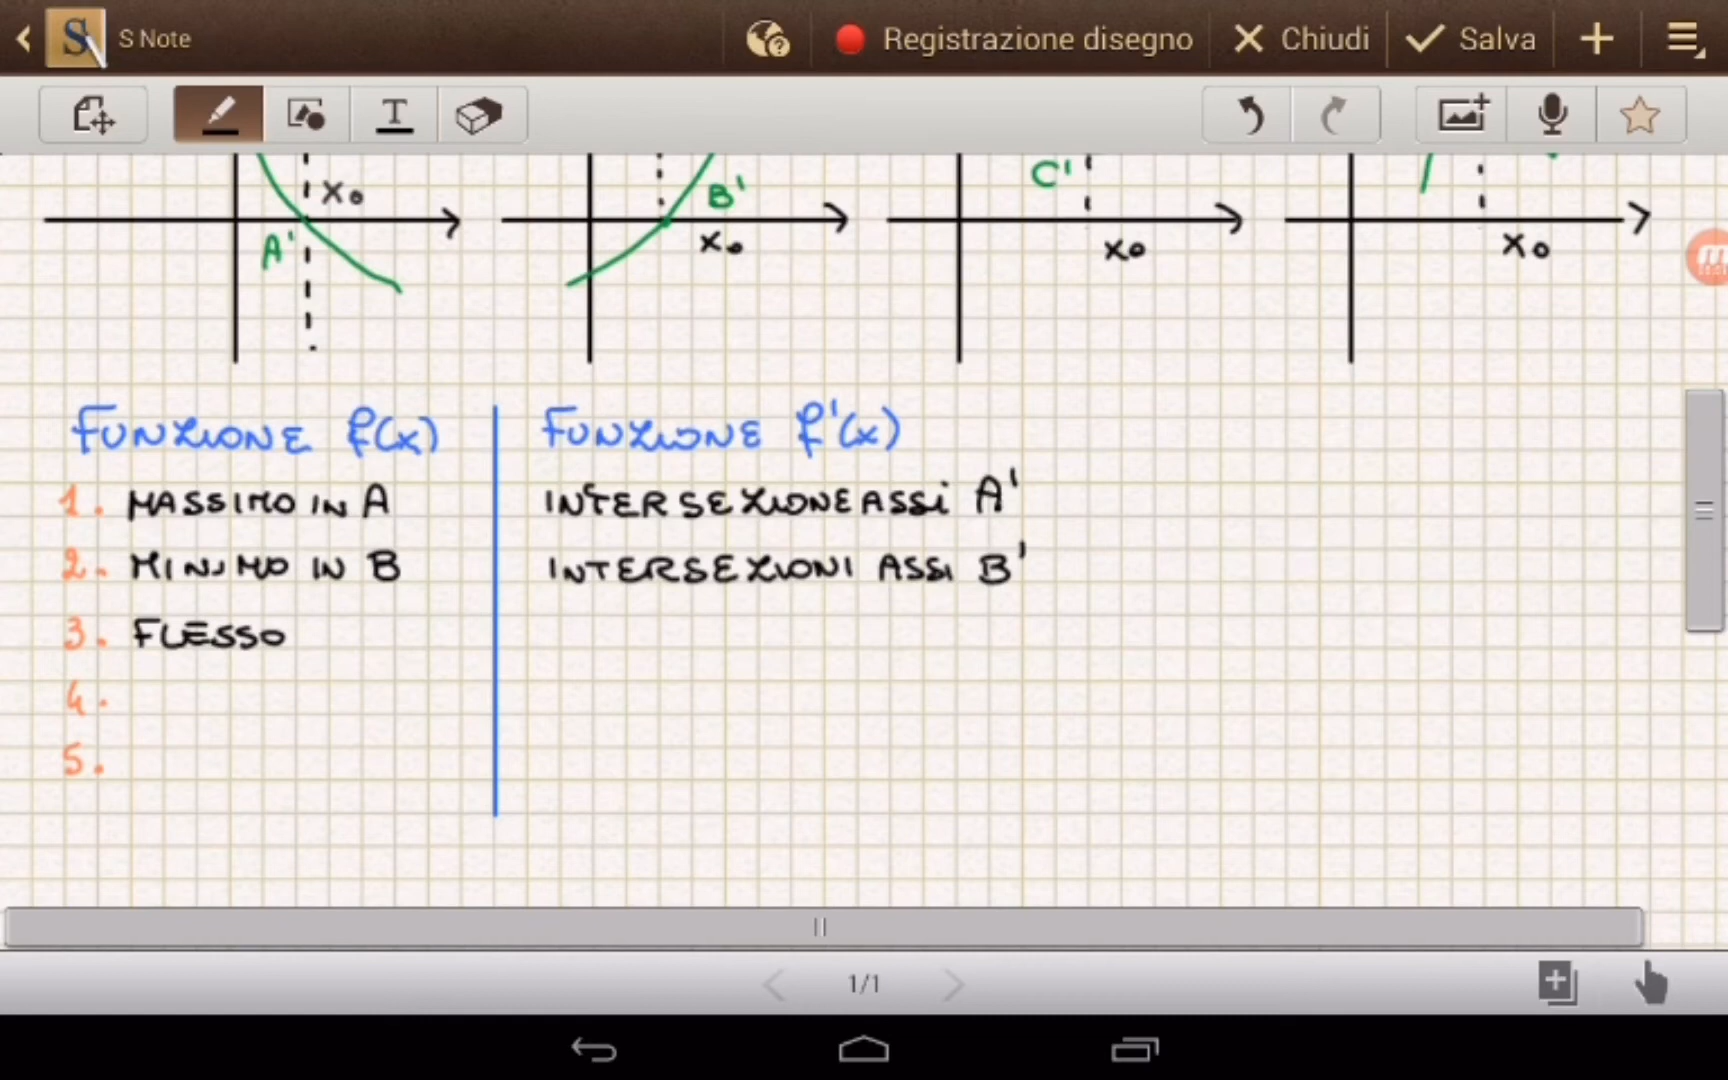 S Note
Registrazione disegno
Chiudi
Salva
T
x₀
A'
B'
x₀
C'
x₀
x₀
FUNZIONE f(x)
FUNZIONE f'(x)
1. MASSIMO IN A
INTERSEZIONE ASSI A'
2. MINIMO IN B
INTERSEZIONI ASSI B'
3. FLESSO
4.
5.
1/1